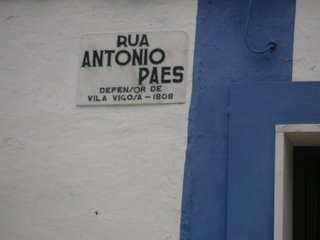 RUA
ANTONIO
PAES
DEFENSOR DE
VILA VIÇOSA - 1808